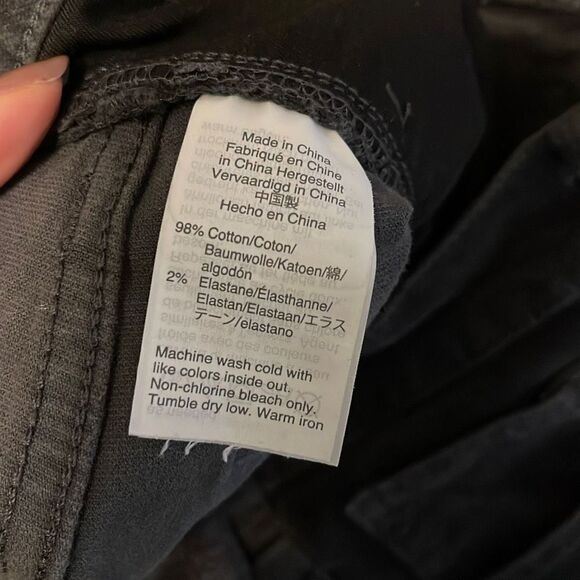 Made in China
Fabriqué en Chine
in China Hergestellt
Vervaardigd in China
中国製
Hecho en China
98% Cotton/Coton/
Baumwolle/Katoen/綿/
algodón
2% Elastane/Élasthanne/
Elastan/Elastaan/エラス
テーン/elastano
Machine wash cold with
like colors inside out.
Non-chlorine bleach only.
Tumble dry low. Warm iron